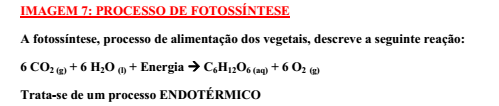 IMAGEM 7: PROCESSO DE FOTOSSÍNTESE
A fotossíntese, processo de alimentação dos vegetais, descreve a seguinte reação:
6 CO₂ (g) + 6 H₂O (l) + Energia → C₆H₁₂O₆ (aq) + 6 O₂ (g)
Trata-se de um processo ENDOTÉRMICO